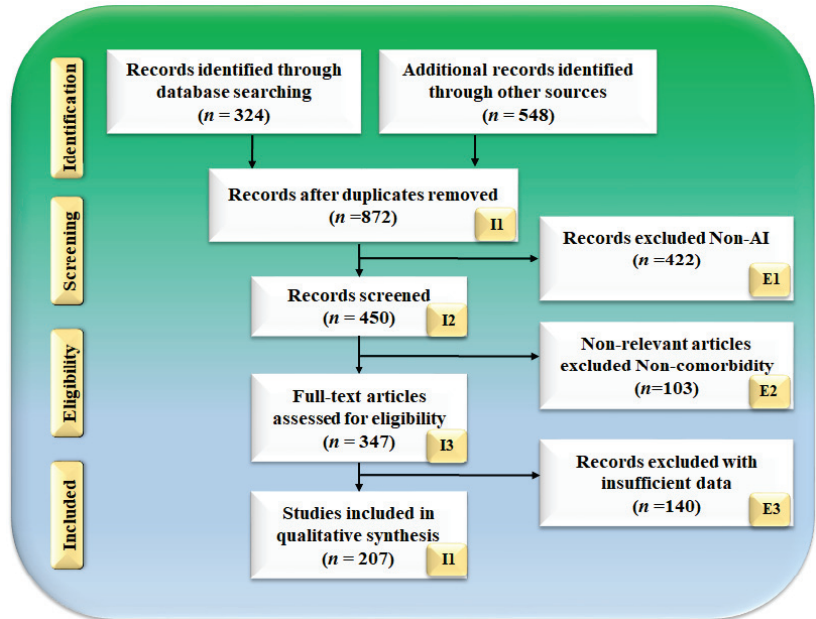 Identification
Records identified through
database searching
(n = 324)
Additional records identified
through other sources
(n = 548)
Records after duplicates removed
(n =872)
I1
Screening
Records excluded Non-AI
(n =422)
E1
Records screened
(n = 450)
I2
Eligibility
Non-relevant articles
excluded Non-comorbidity
(n=103)
E2
Full-text articles
assessed for eligibility
(n = 347)
I3
Included
Records excluded with
insufficient data
(n =140)
E3
Studies included in
qualitative synthesis
(n = 207)
I1